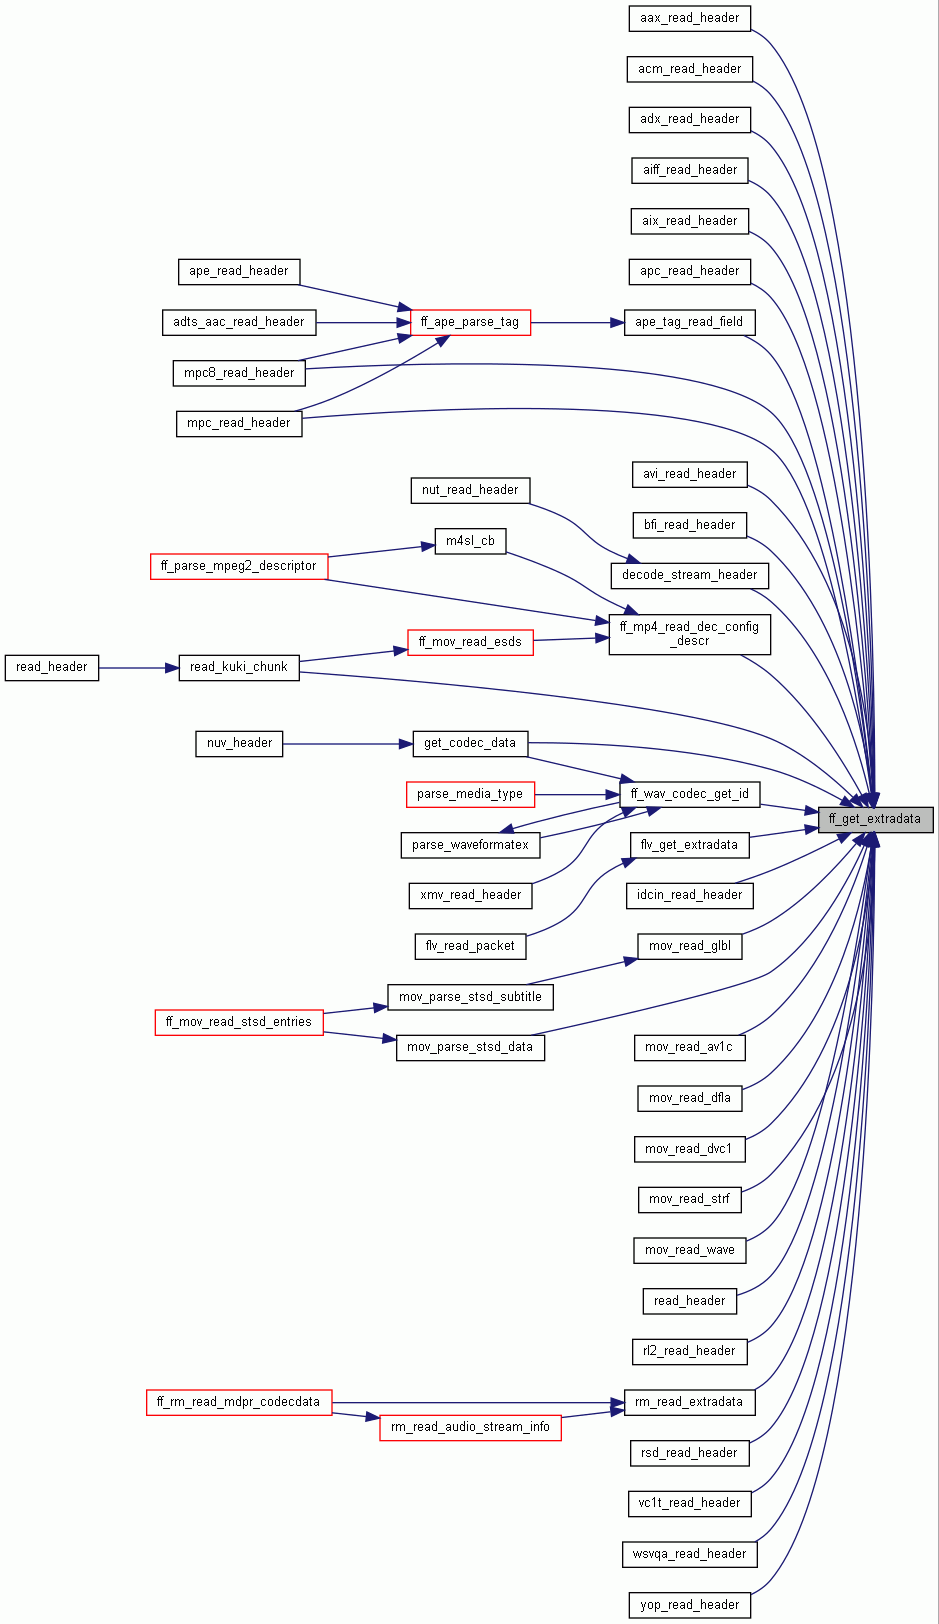 aax_read_header
acm_read_header
adx_read_header
aiff_read_header
aix_read_header
ape_read_header
apc_read_header
adts_aac_read_header
ff_ape_parse_tag
ape_tag_read_field
mpc8_read_header
mpc_read_header
avi_read_header
nut_read_header
bfi_read_header
m4sl_cb
ff_parse_mpeg2_descriptor
decode_stream_header
ff_mp4_read_dec_config
_descr
ff_mov_read_esds
read_header
read_kuki_chunk
nuv_header
get_codec_data
parse_media_type
ff_wav_codec_get_id
ff_get_extradata
parse_waveformatex
flv_get_extradata
xmv_read_header
idcin_read_header
flv_read_packet
mov_read_glbl
mov_parse_stsd_subtitle
ff_mov_read_stsd_entries
mov_parse_stsd_data
mov_read_av1c
mov_read_dfla
mov_read_dvc1
mov_read_strf
mov_read_wave
read_header
rl2_read_header
ff_rm_read_mdpr_codecdata
rm_read_extradata
rm_read_audio_stream_info
rsd_read_header
vc1t_read_header
wsvqa_read_header
yop_read_header